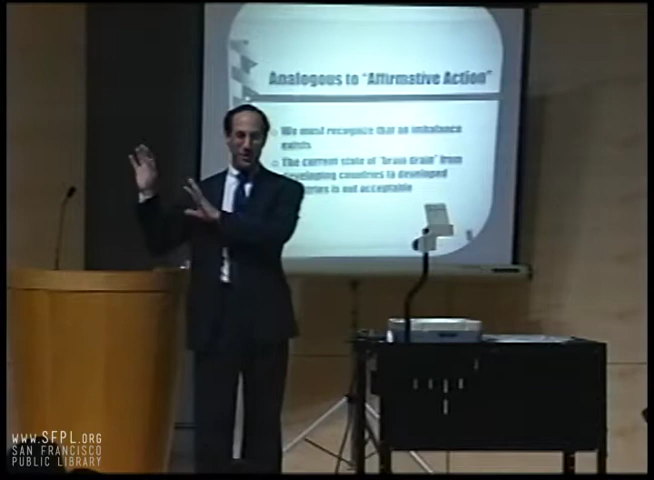 Analogous to "Affirmative Action"
We must recognize that an imbalance
exists
The current state of "brain drain" from
developing countries to developed
countries is not acceptable
WWW.SFPL.ORG
SAN FRANCISCO
PUBLIC LIBRARY